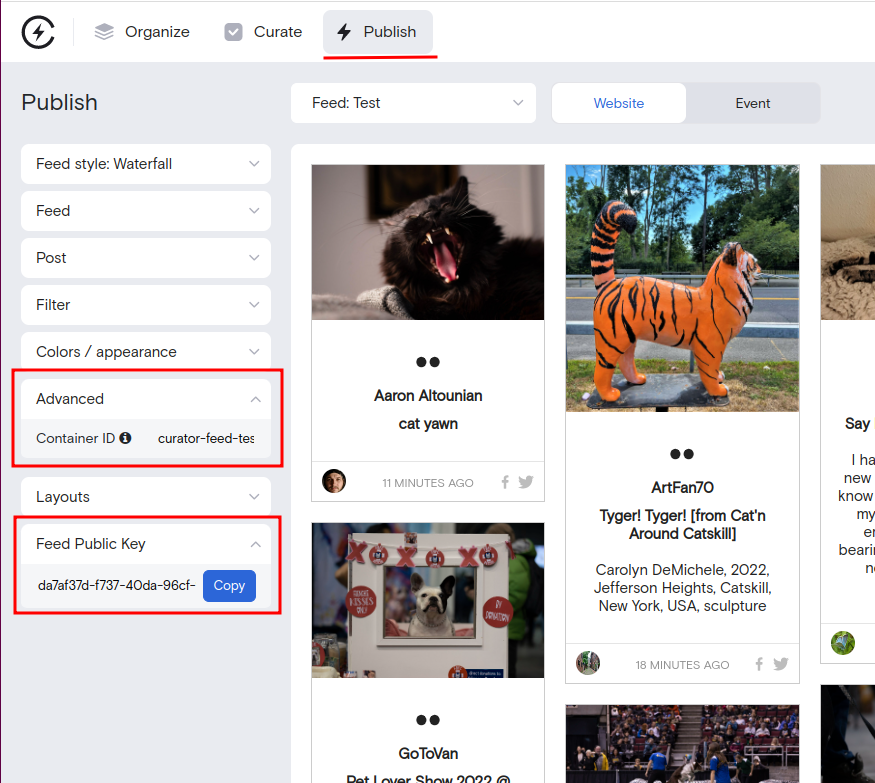 Organize
Curate
Publish
Publish
Feed: Test
Website
Event
Feed style: Waterfall
Feed
Post
Filter
Colors / appearance
Advanced
Container ID
curator-feed-tes
Layouts
Feed Public Key
da7af37d-f737-40da-96cf-
Copy
Aaron Altounian
cat yawn
11 MINUTES AGO
BY
DONATION
GoToVan
Pet Lover Show 2022 @
ArtFan70
Tyger! Tyger! [from Cat'n
Around Catskill]
Carolyn DeMichele, 2022,
Jefferson Heights, Catskill,
New York, USA, sculpture
18 MINUTES AGO
Say
I ha
new
know
my
er
bearin